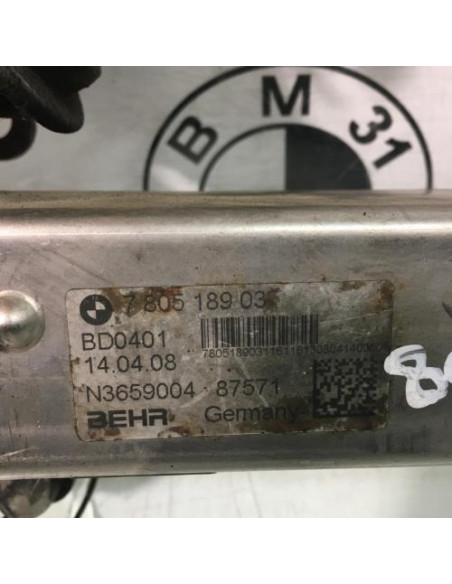 B M 31
7 805 189 03
BD0401
14.04.08
N3659004 87571
BEHR Germany